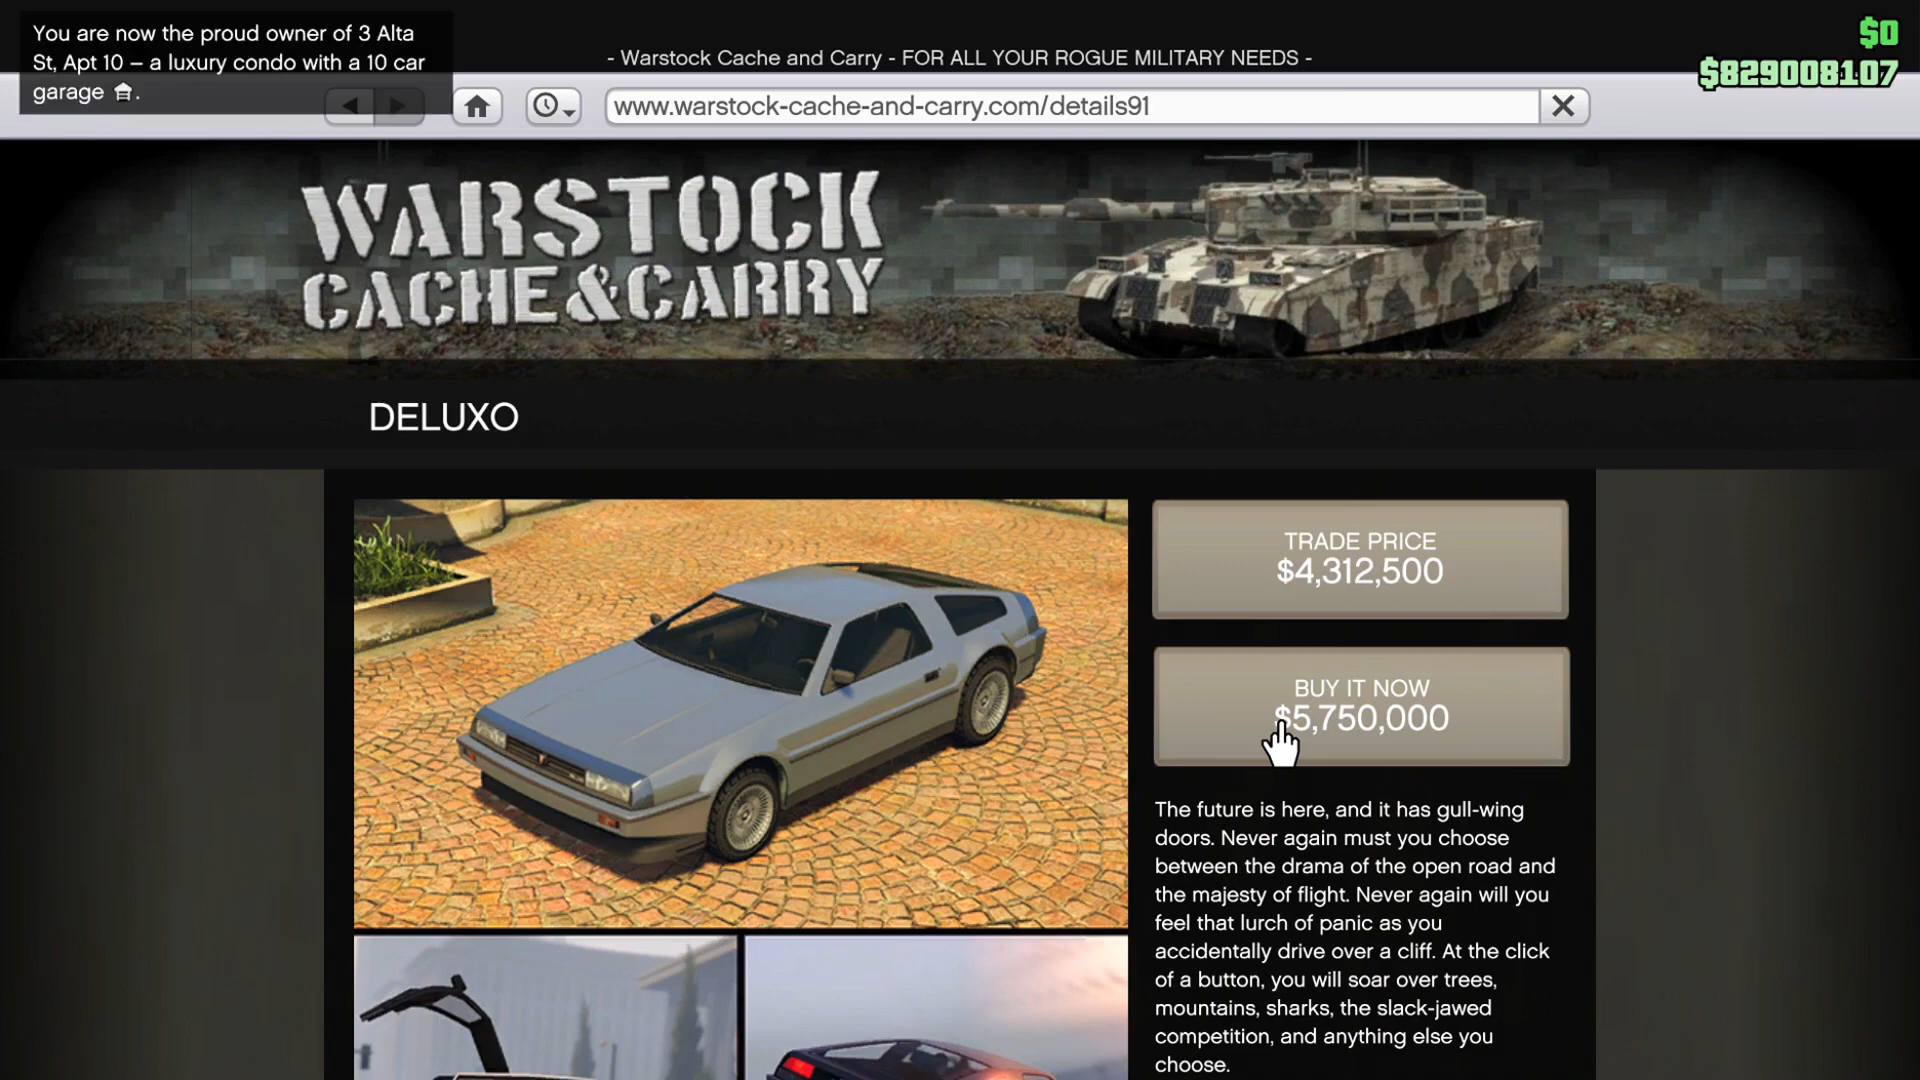 You are now the proud owner of 3 Alta
St, Apt 10 – a luxury condo with a 10 car
garage.
- Warstock Cache and Carry - FOR ALL YOUR ROGUE MILITARY NEEDS -
$0
$829008107
www.warstock-cache-and-carry.com/details91
WARSTOCK
CACHE & CARRY
DELUXO
TRADE PRICE
$4,312,500
BUY IT NOW
$5,750,000
The future is here, and it has gull-wing
doors. Never again must you choose
between the drama of the open road and
the majesty of flight. Never again will you
feel that lurch of panic as you
accidentally drive over a cliff. At the click
of a button, you will soar over trees,
mountains, sharks, the slack-jawed
competition, and anything else you
choose.